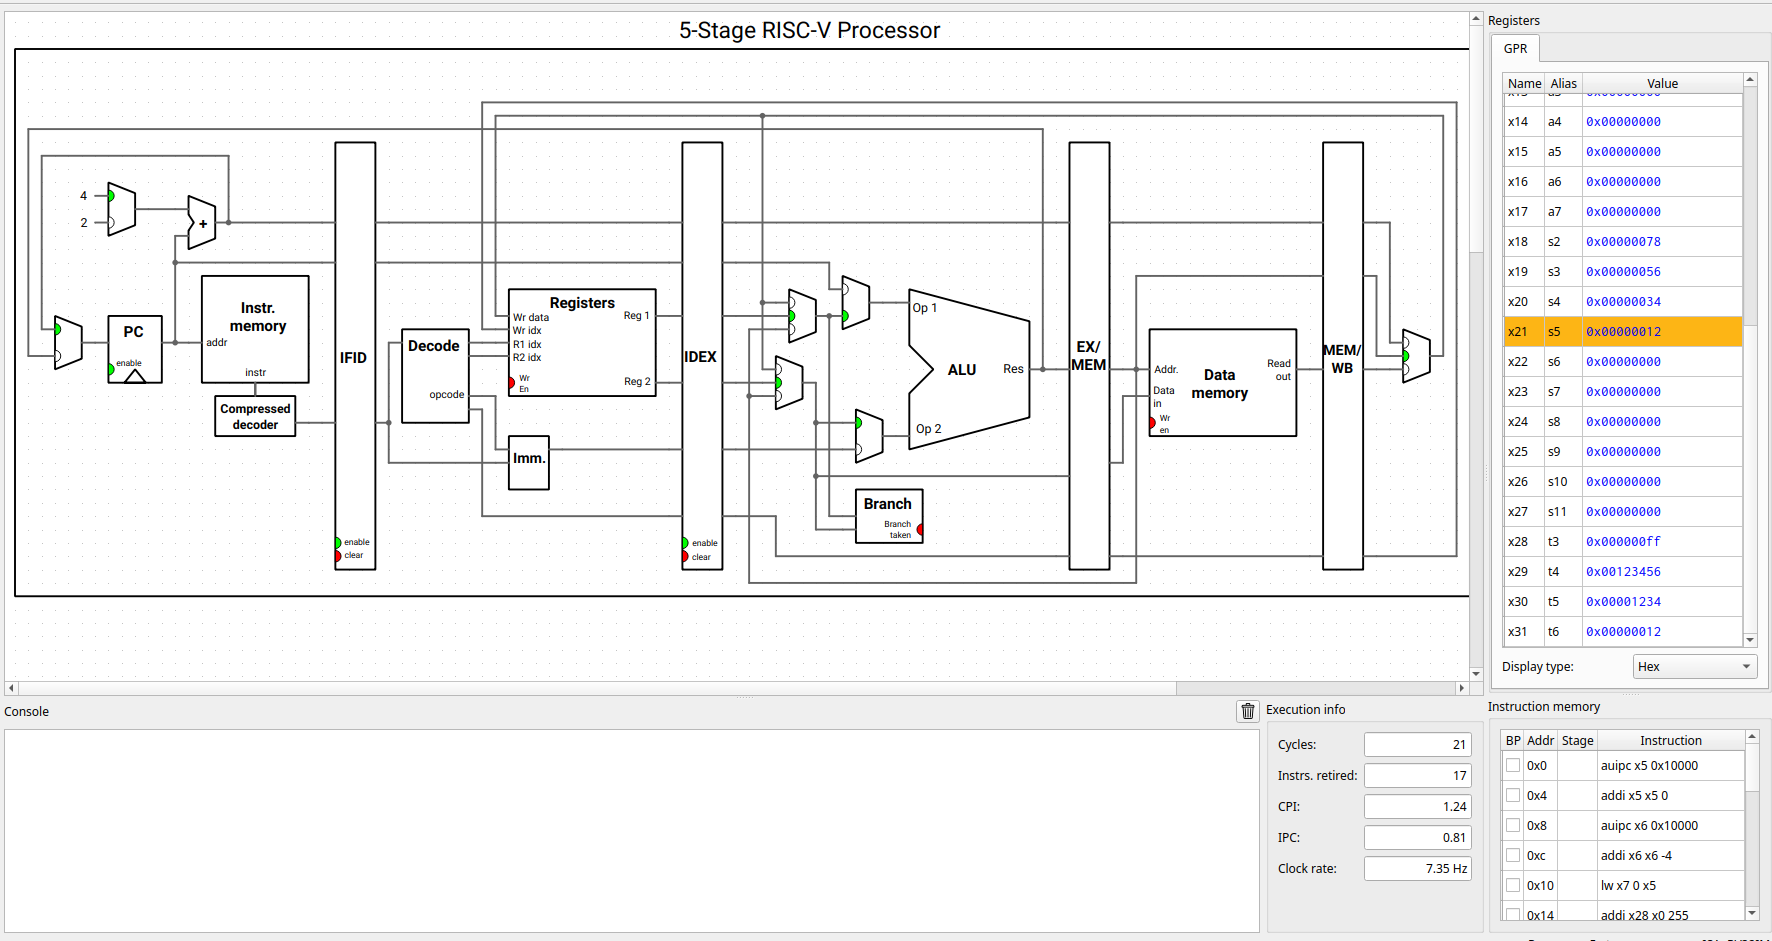 5-Stage RISC-V Processor
4
2
+
PC
enable
Instr.
memory
addr
instr
Compressed
decoder
IFID
enable
clear
Decode
opcode
Registers
Wr data
Wr idx
R1 idx
R2 idx
Wr
En
Reg 1
Reg 2
Imm.
IDEX
enable
clear
Op 1
ALU
Res
Op 2
Branch
Branch
taken
EX/
MEM
Addr.
Data
in
Wr
en
Data
memory
Read
out
MEM/
WB
Registers
GPR
Name Alias Value
x14 a4 0x00000000
x15 a5 0x00000000
x16 a6 0x00000000
x17 a7 0x00000000
x18 s2 0x00000078
x19 s3 0x00000056
x20 s4 0x00000034
x21 s5 0x00000012
x22 s6 0x00000000
x23 s7 0x00000000
x24 s8 0x00000000
x25 s9 0x00000000
x26 s10 0x00000000
x27 s11 0x00000000
x28 t3 0x000000ff
x29 t4 0x00123456
x30 t5 0x00001234
x31 t6 0x00000012
Display type: Hex
Console
Execution info
Cycles: 21
Instrs. retired: 17
CPI: 1.24
IPC: 0.81
Clock rate: 7.35 Hz
Instruction memory
BP Addr Stage Instruction
0x0 auipc x5 0x10000
0x4 addi x5 x5 0
0x8 auipc x6 0x10000
0xc addi x6 x6 -4
0x10 lw x7 0 x5
0x14 addi x28 x0 255